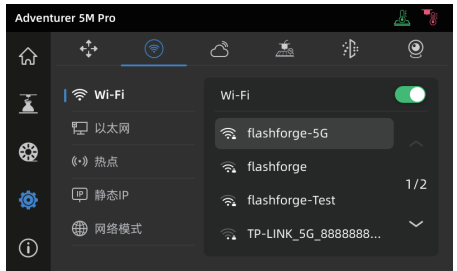 Adventurer 5M Pro
Wi-Fi
以太网
热点
IP 静态IP
网络模式
Wi-Fi
flashforge-5G
flashforge
flashforge-Test
TP-LINK_5G_8888888...
1/2